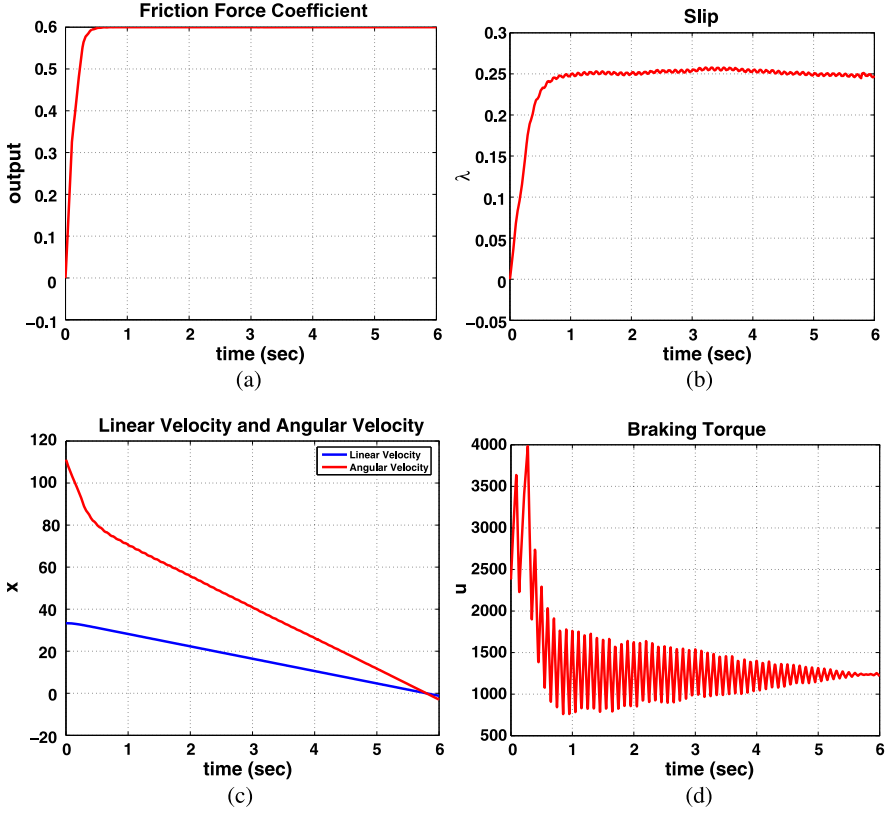 Friction Force Coefficient
0.6
0.5
0.4
0.3
0.2
0.1
0
−0.1
output
0 1 2 3 4 5 6
time (sec)
(a)
Slip
0.3
0.25
0.2
0.15
0.1
0.05
0
−0.05
λ
0 1 2 3 4 5 6
time (sec)
(b)
Linear Velocity and Angular Velocity
120
100
80
60
40
20
0
−20
x
Linear Velocity
Angular Velocity
0 1 2 3 4 5 6
time (sec)
(c)
Braking Torque
4000
3500
3000
2500
2000
1500
1000
500
u
0 1 2 3 4 5 6
time (sec)
(d)